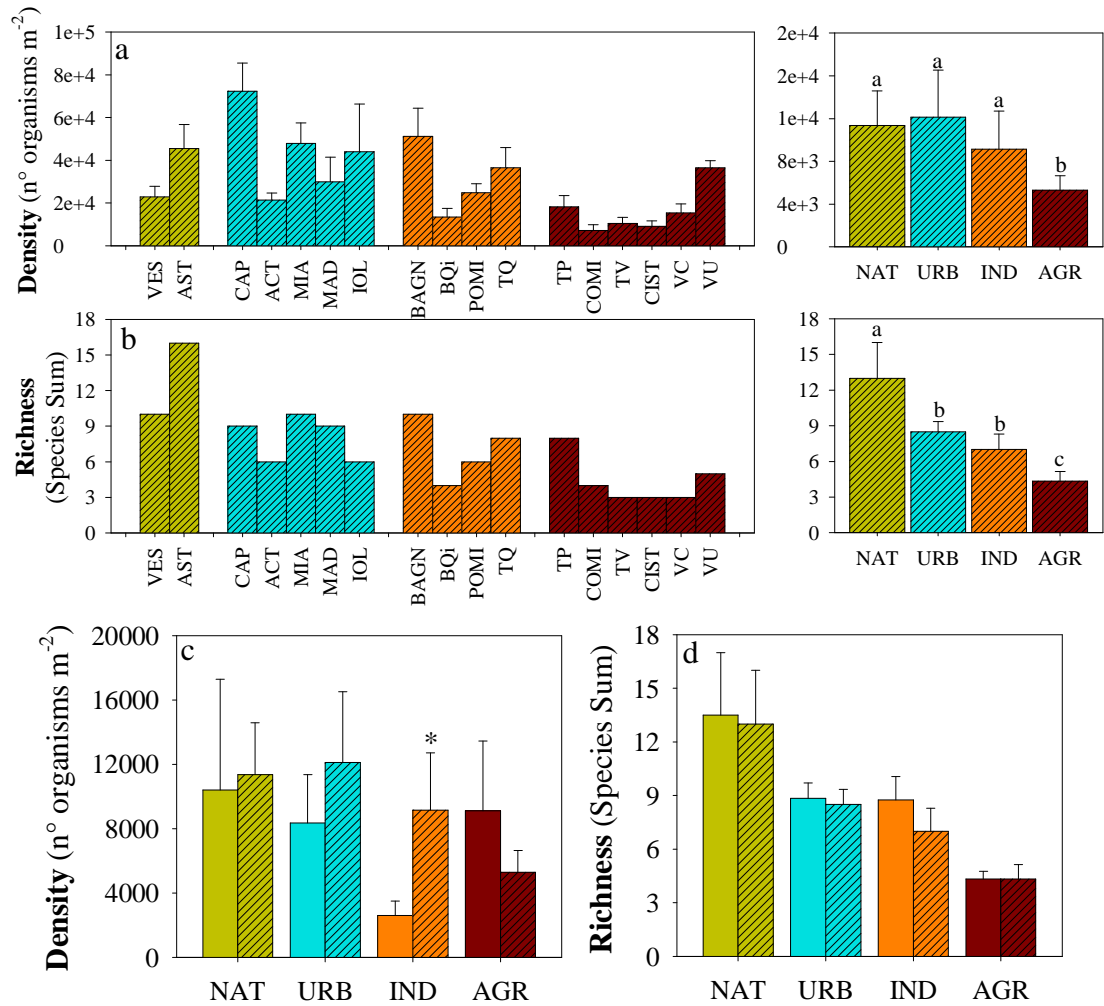 a
Density (n° organisms m⁻²)
1e+5
8e+4
6e+4
4e+4
2e+4
0
VES AST CAP ACT MIA MAD IOL BAGN BQi POMI TQ TP COMI TV CIST VC VU
2e+4
2e+4
1e+4
8e+3
4e+3
0
a a a b
NAT URB IND AGR
b
Richness
(Species Sum)
18
15
12
9
6
3
0
VES AST CAP ACT MIA MAD IOL BAGN BQi POMI TQ TP COMI TV CIST VC VU
18
15
12
9
6
3
0
a b b c
NAT URB IND AGR
c
Density (n° organisms m⁻²)
20000
16000
12000
8000
4000
0
*
NAT URB IND AGR
d
Richness (Species Sum)
18
15
12
9
6
3
0
NAT URB IND AGR